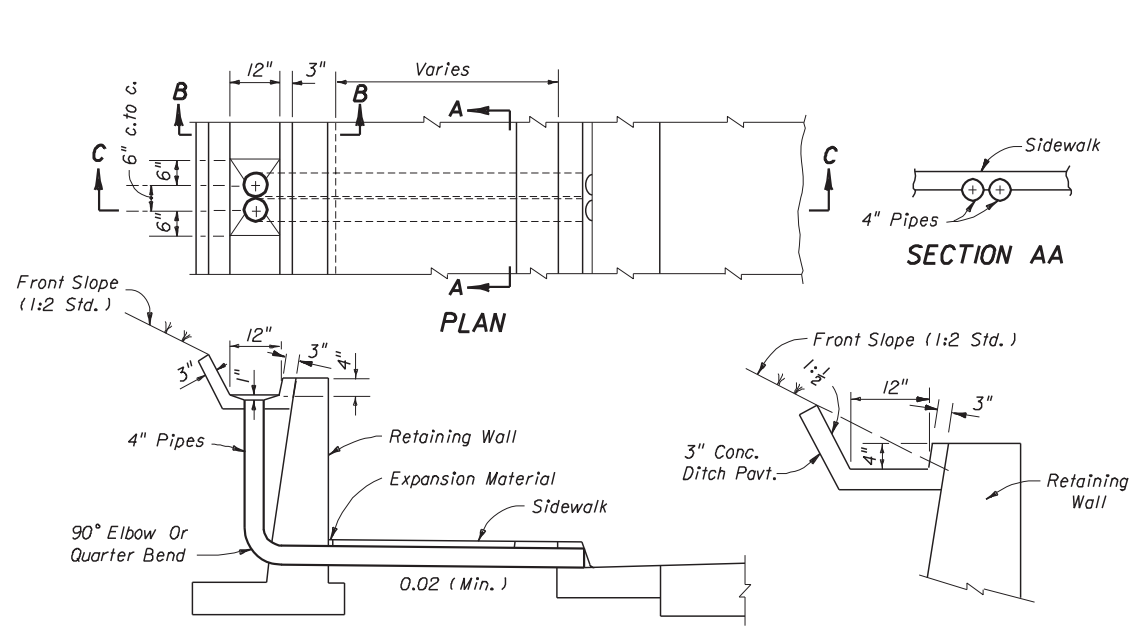 12"
3"
Varies
B
B
A
6" c.to c.
C
6"
6"
A
PLAN
C
Sidewalk
4" Pipes
SECTION AA
Front Slope
(1:2 Std.)
12"
3"
4"
3"
1"
4" Pipes
Retaining Wall
Expansion Material
Sidewalk
90° Elbow Or
Quarter Bend
0.02 (Min.)
Front Slope (1:2 Std.)
1:1/2
12"
3"
4"
3" Conc.
Ditch Pavt.
Retaining
Wall